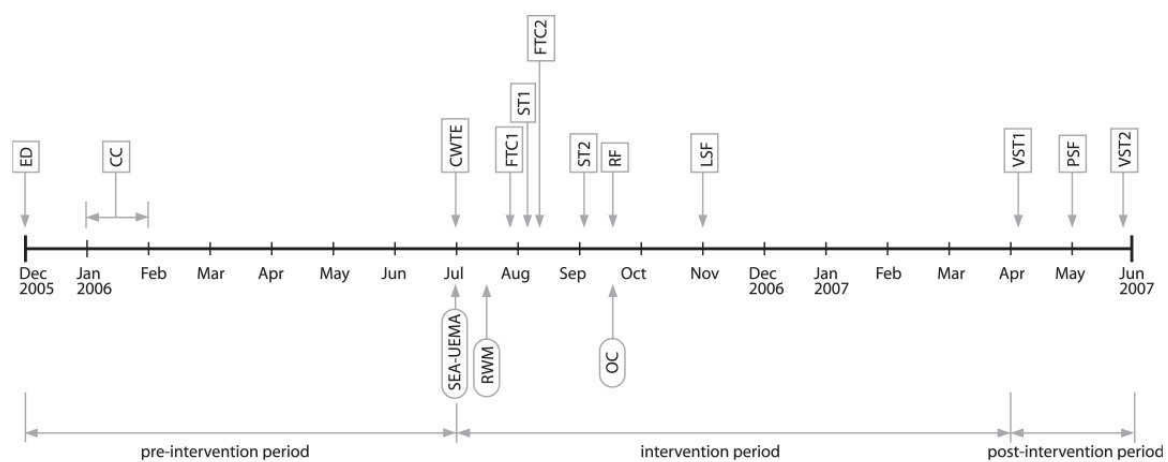 FTC2
ST1
ED
CC
CWTE
FTC1
ST2
RF
LSF
VST1
PSF
VST2
Dec
2005
Jan
2006
Feb
Mar
Apr
May
Jun
Jul
Aug
Sep
Oct
Nov
Dec
2006
Jan
2007
Feb
Mar
Apr
May
Jun
2007
SEA-UEMA
RWM
OC
pre-intervention period
intervention period
post-intervention period